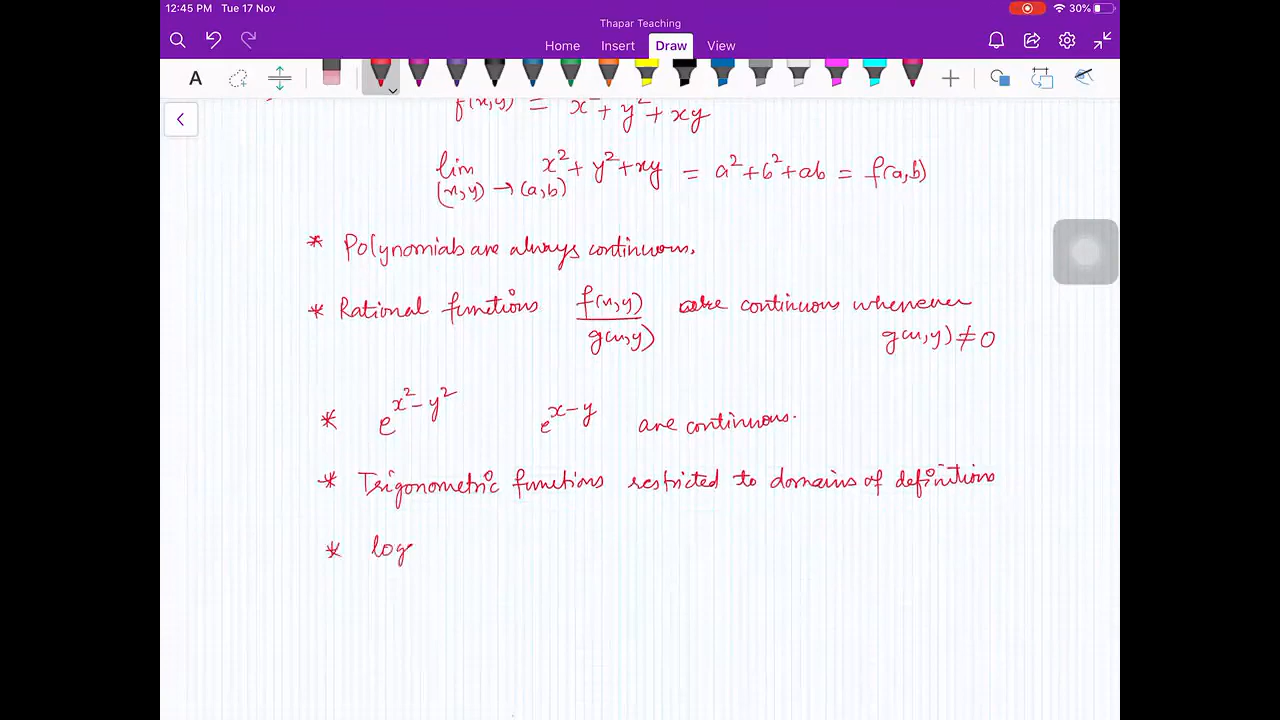 12:45 PM Tue 17 Nov 30%
Thapar Teaching
Home Insert Draw View
A
f(x,y) = x² + y² + xy
lim x² + y² + xy = a² + b² + ab = f(a,b)
(x,y) → (a,b)
* Polynomials are always continuous.
* Rational functions f(x,y)/g(x,y) are continuous whenever
g(x,y) ≠ 0
* e^{x²-y²} e^{x-y} are continuous.
* Trigonometric functions restricted to domains of definitions
* log